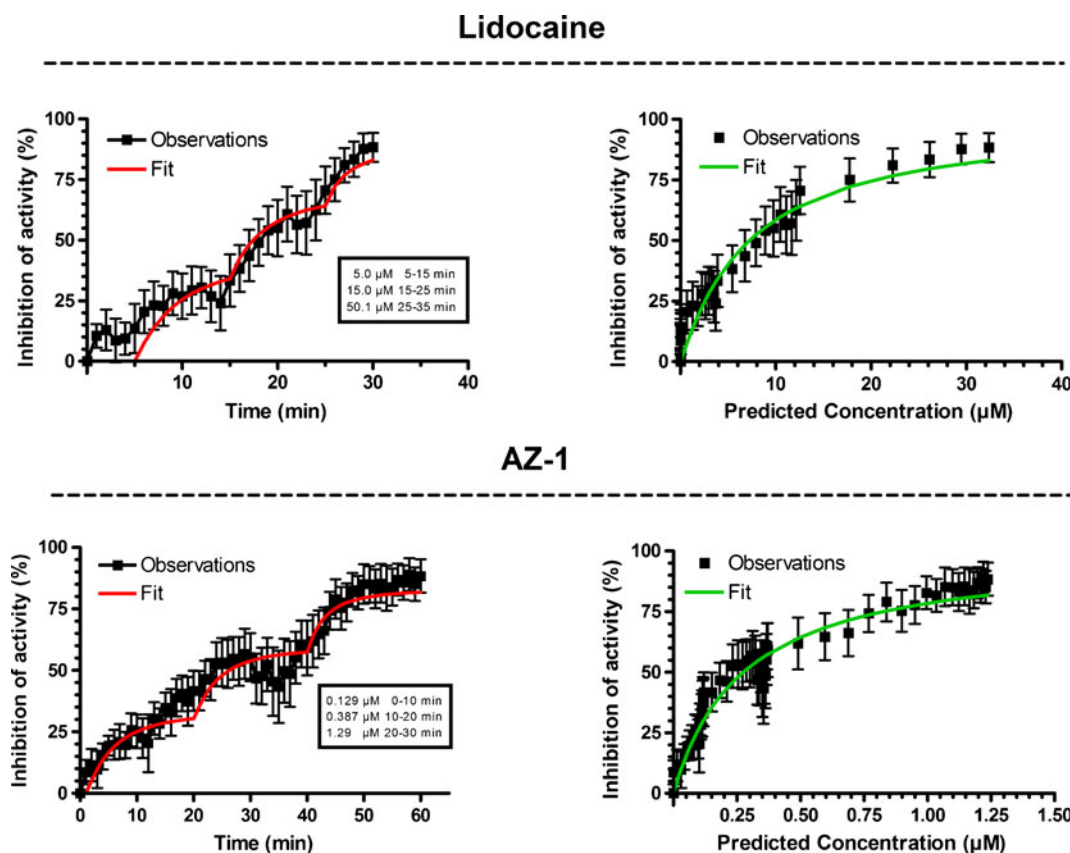 Lidocaine
Inhibition of activity (%)
100
75
50
25
0
Observations
Fit
5.0 µM 5-15 min
15.0 µM 15-25 min
50.1 µM 25-35 min
10 20 30 40
Time (min)
Inhibition of activity (%)
100
75
50
25
0
Observations
Fit
0 10 20 30 40
Predicted Concentration (µM)
AZ-1
Inhibition of activity (%)
100
75
50
25
0
Observations
Fit
0.129 µM 0-10 min
0.387 µM 10-20 min
1.29 µM 20-30 min
0 10 20 30 40 50 60
Time (min)
Inhibition of activity (%)
100
75
50
25
0
Observations
Fit
0.25 0.50 0.75 1.00 1.25 1.50
Predicted Concentration (µM)